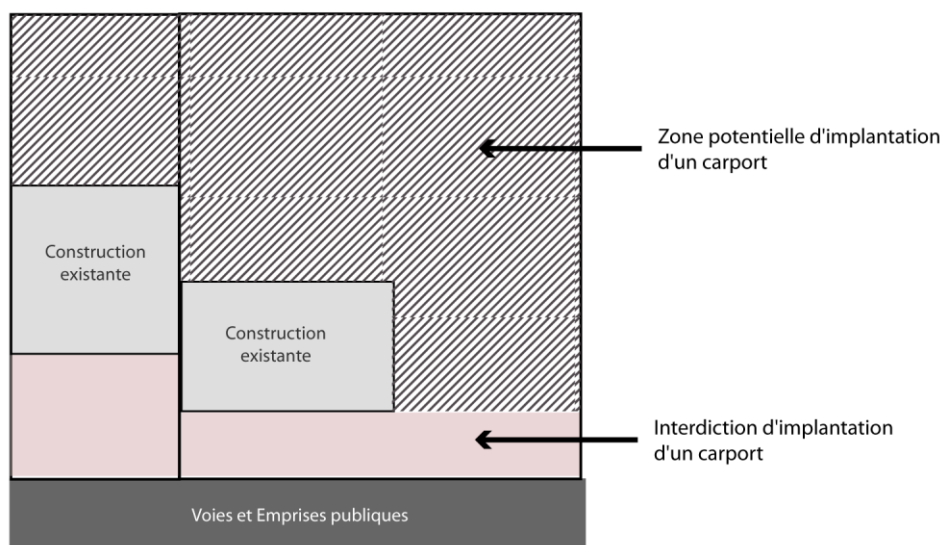 Zone potentielle d'implantation
d'un carport
Construction
existante
Construction
existante
Interdiction d'implantation
d'un carport
Voies et Emprises publiques